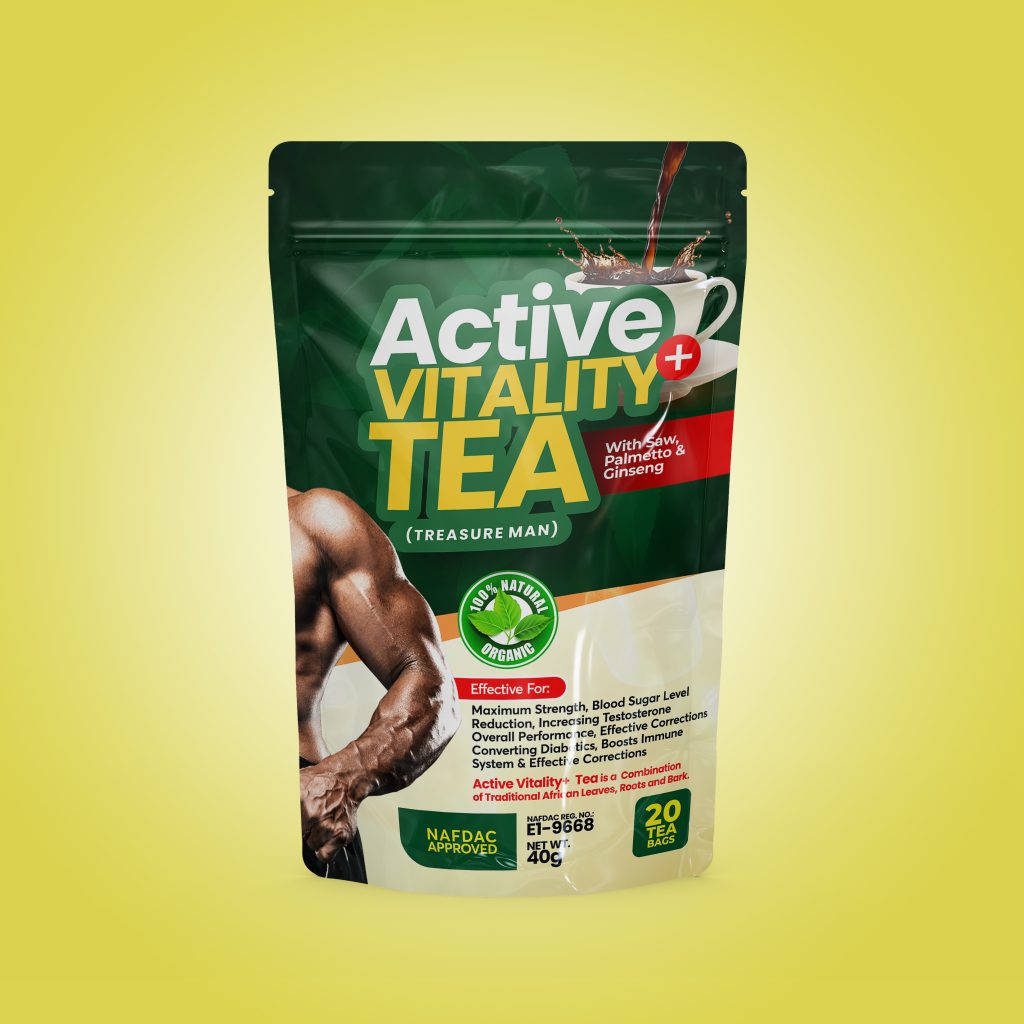 Active
VITALITY+
TEA
(TREASURE MAN)
With Saw,
Palmetto &
Ginseng
100% NATURAL
ORGANIC
Effective For:
Maximum Strength, Blood Sugar Level
Reduction, Increasing Testosterone
Overall Performance, Effective Corrections
Converting Diabetics, Boosts Immune
System & Effective Corrections
Active Vitality+ Tea is a Combination
of Traditional African Leaves, Roots and Bark.
NAFDAC
APPROVED
NAFDAC REG. NO.:
E1-9668
NET WT.
40g
20
TEA
BAGS